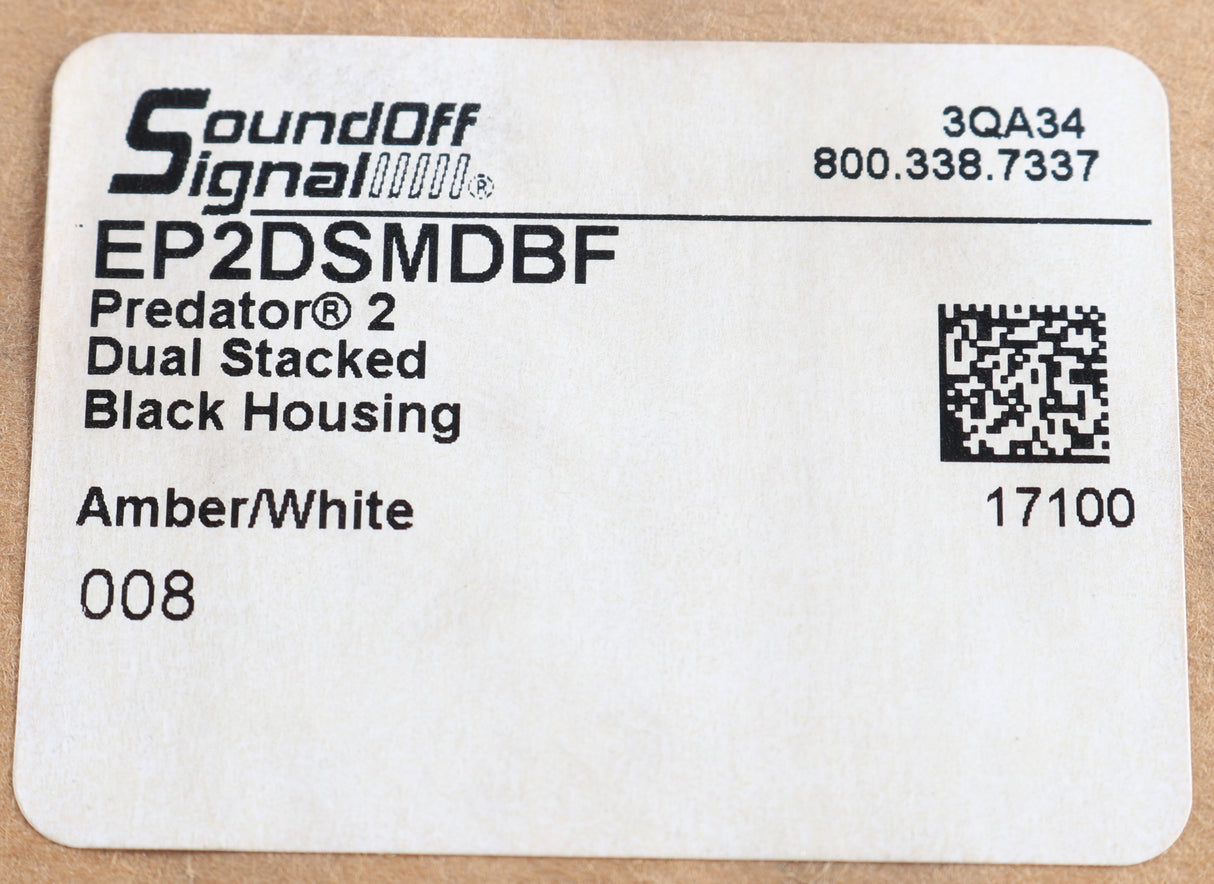 SoundOff
Signal®
3QA34
800.338.7337
EP2DSMDBF
Predator® 2
Dual Stacked
Black Housing
Amber/White
17100
008